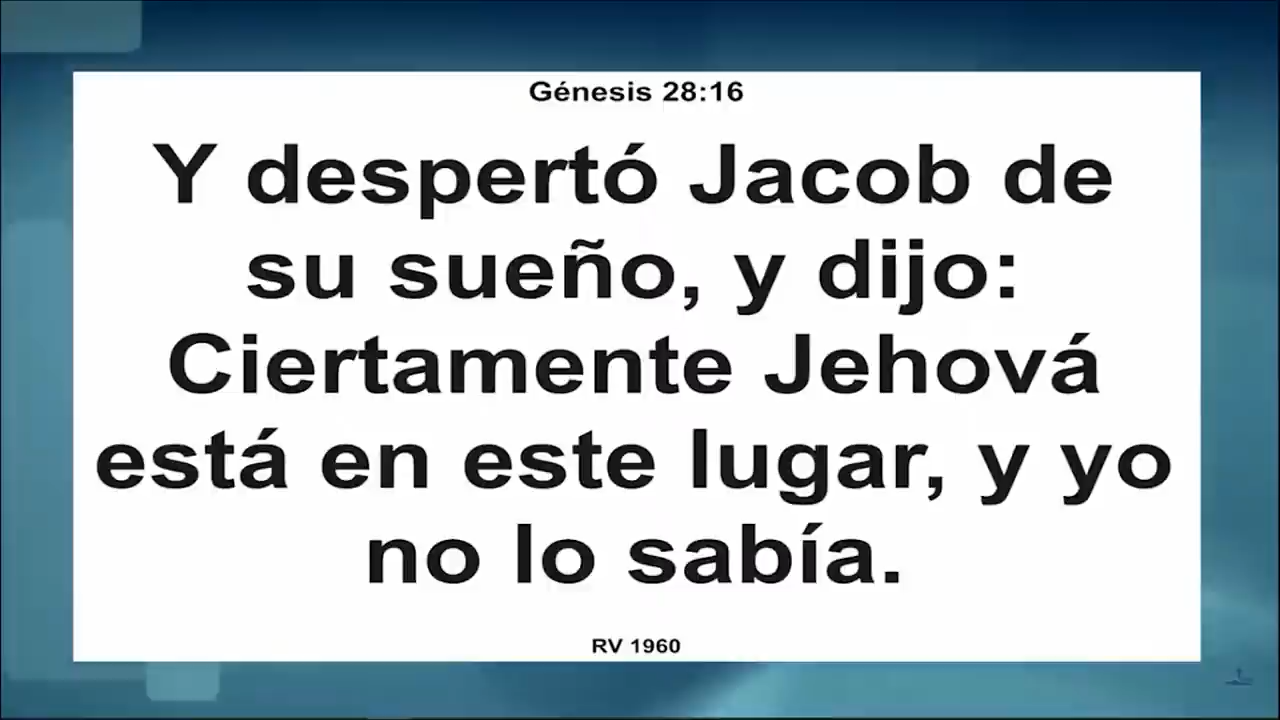 Génesis 28:16
Y despertó Jacob de
su sueño, y dijo:
Ciertamente Jehová
está en este lugar, y yo
no lo sabía.
RV 1960